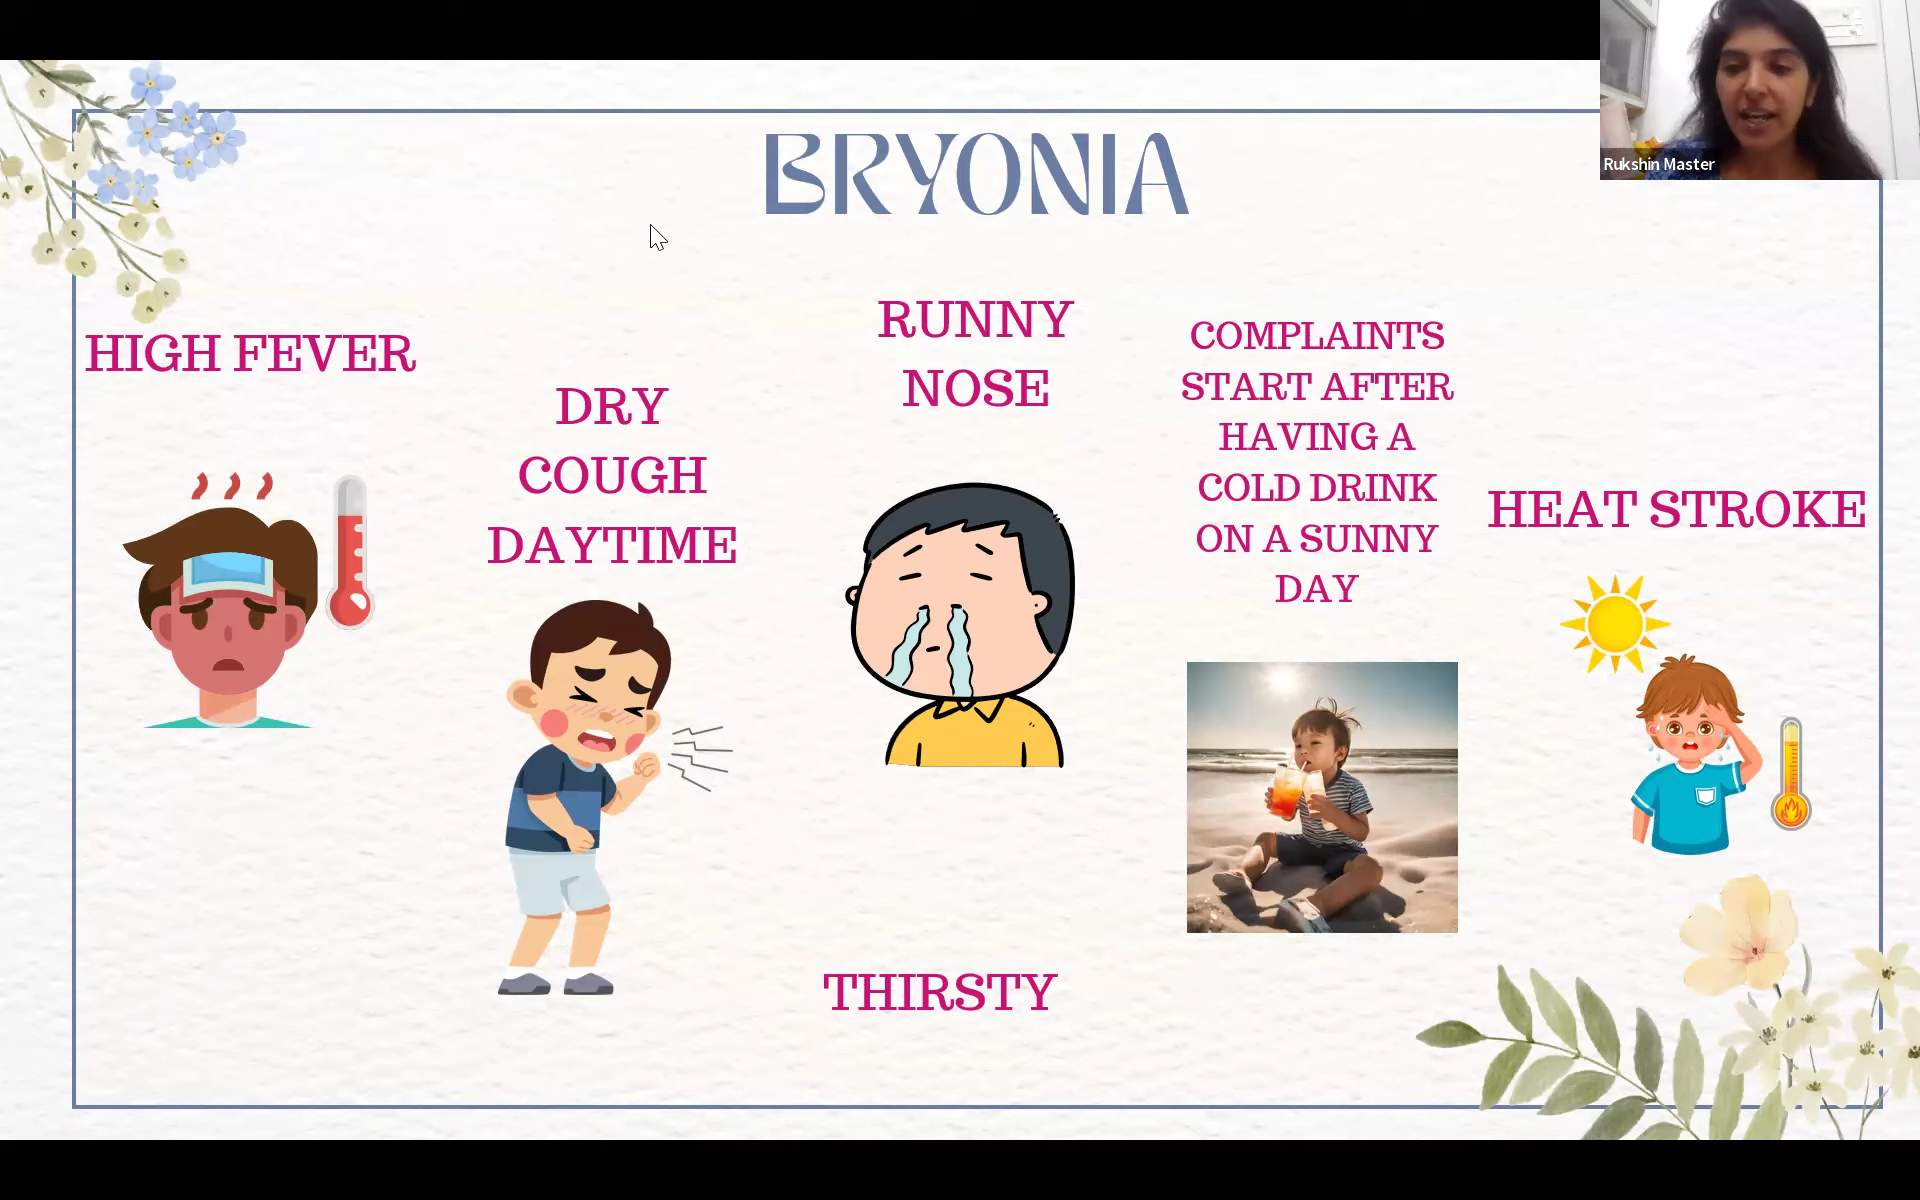 BRYONIA
Rukshin Master
HIGH FEVER
DRY
COUGH
DAYTIME
RUNNY
NOSE
COMPLAINTS
START AFTER
HAVING A
COLD DRINK
ON A SUNNY
DAY
HEAT STROKE
THIRSTY